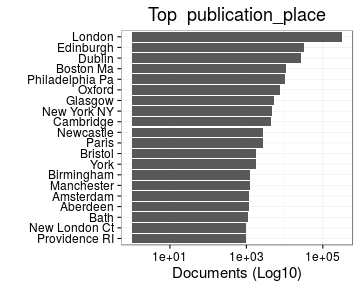 Top publication_place
London
Edinburgh
Dublin
Boston Ma
Philadelphia Pa
Oxford
Glasgow
New York NY
Cambridge
Newcastle
Paris
Bristol
York
Birmingham
Manchester
Amsterdam
Aberdeen
Bath
New London Ct
Providence RI
1e+01 1e+03 1e+05
Documents (Log10)